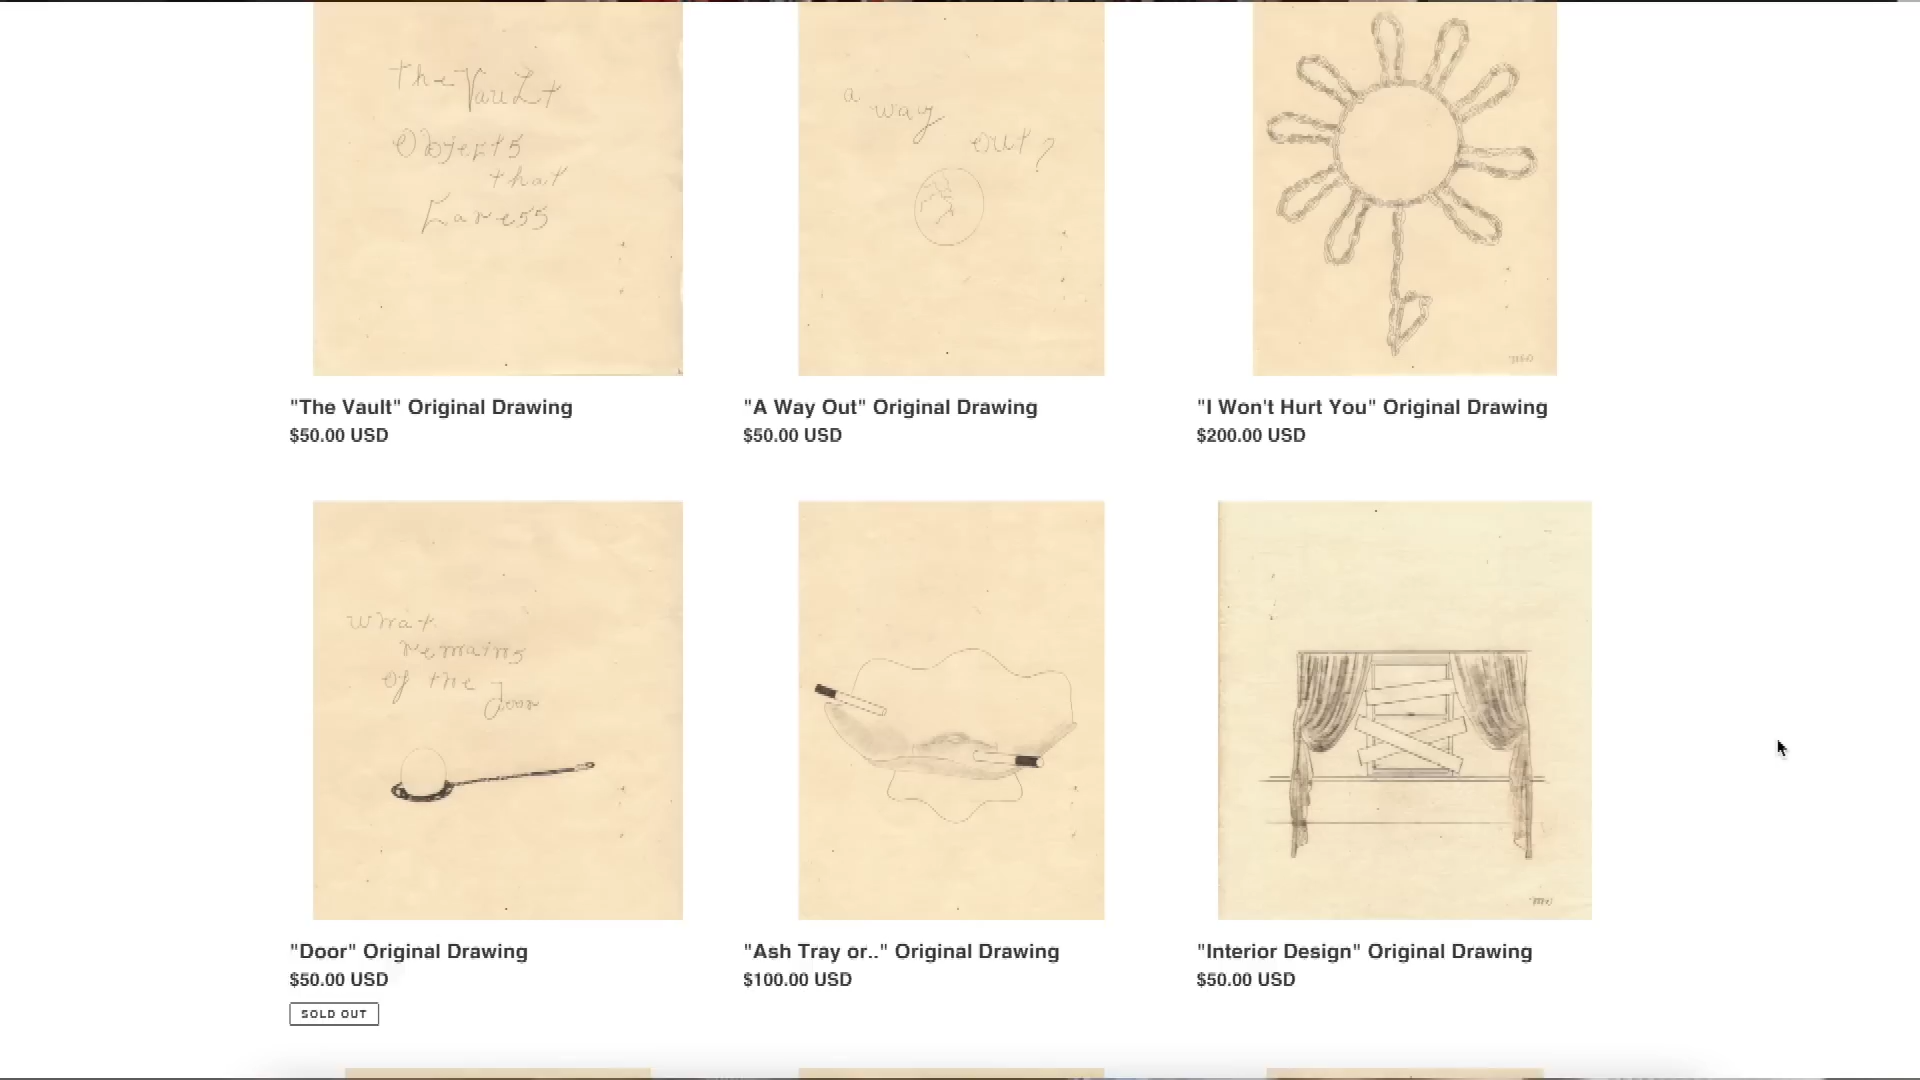 the Vault
Objects
that
Caress
a
way
out?
"The Vault" Original Drawing
$50.00 USD
"A Way Out" Original Drawing
$50.00 USD
"I Won't Hurt You" Original Drawing
$200.00 USD
what
remains
of the
Door
"Door" Original Drawing
$50.00 USD
SOLD OUT
"Ash Tray or.." Original Drawing
$100.00 USD
"Interior Design" Original Drawing
$50.00 USD